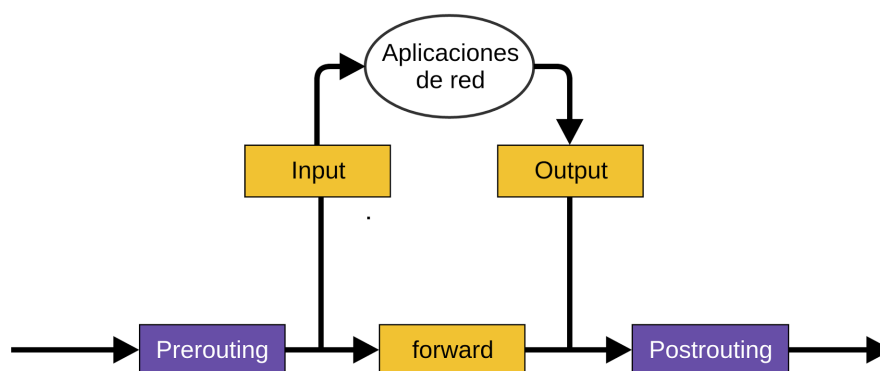 Aplicaciones
de red
Input
Output
Prerouting
forward
Postrouting